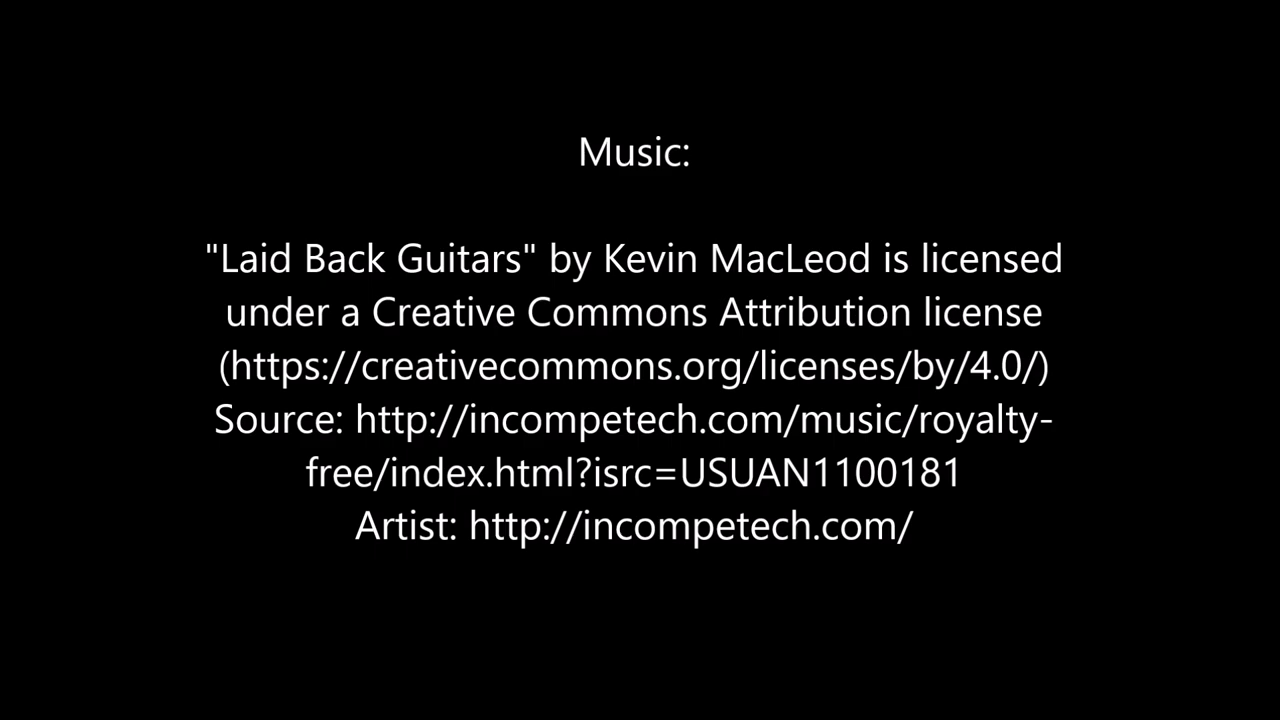 Music:
"Laid Back Guitars" by Kevin MacLeod is licensed
under a Creative Commons Attribution license
(https://creativecommons.org/licenses/by/4.0/)
Source: http://incompetech.com/music/royalty-
free/index.html?isrc=USUAN1100181
Artist: http://incompetech.com/